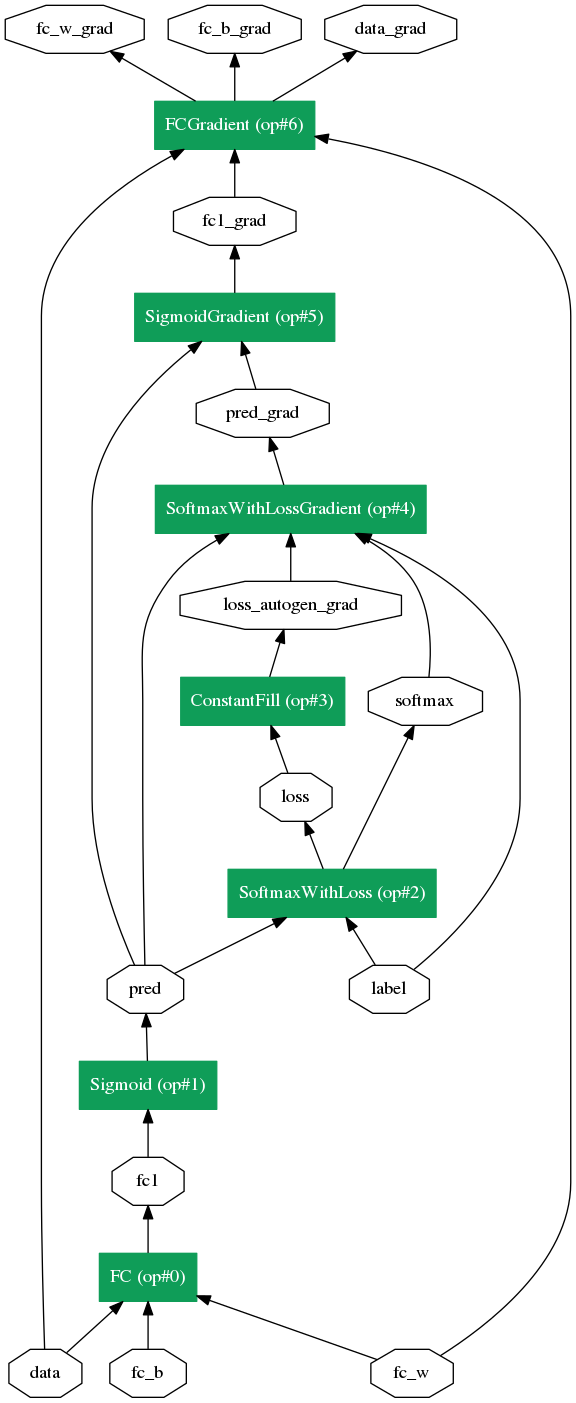 fc_w_grad
fc_b_grad
data_grad
FCGradient (op#6)
fc1_grad
SigmoidGradient (op#5)
pred_grad
SoftmaxWithLossGradient (op#4)
loss_autogen_grad
ConstantFill (op#3)
softmax
loss
SoftmaxWithLoss (op#2)
pred
label
Sigmoid (op#1)
fc1
FC (op#0)
data
fc_b
fc_w